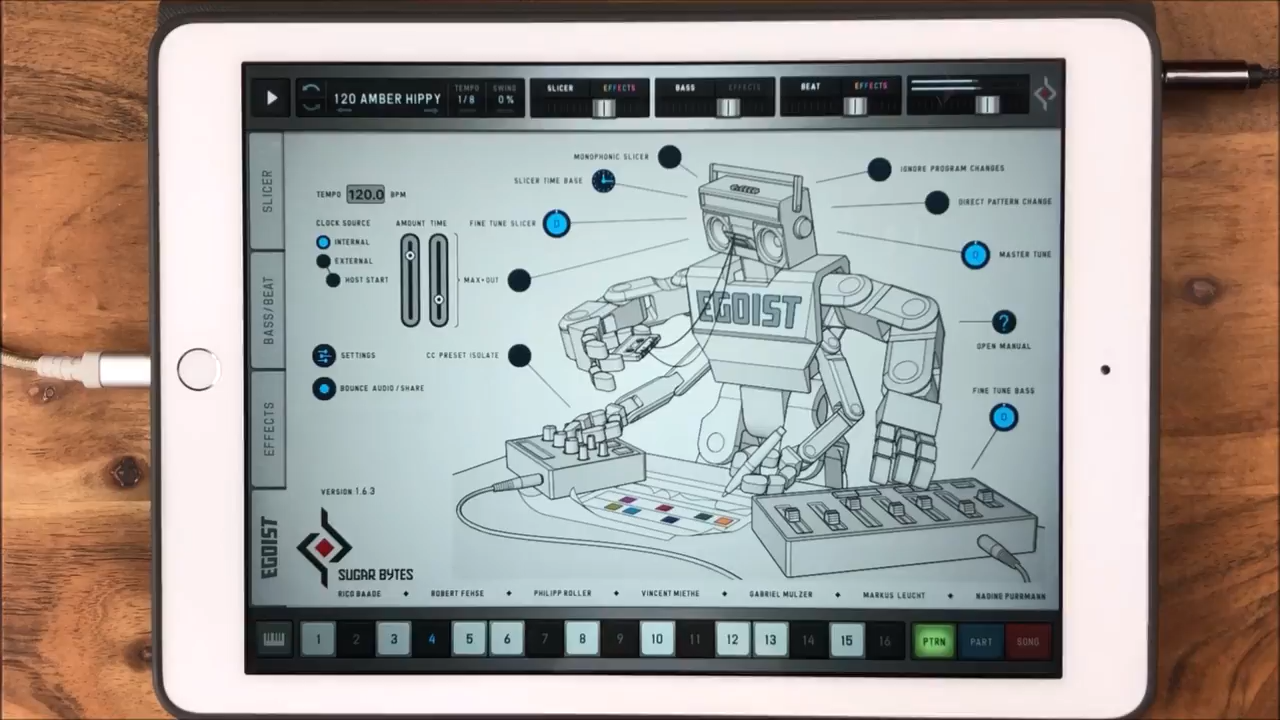 120 AMBER HIPPY
TEMPO
1/8
SWING
0 %
SLICER EFFECTS
BASS EFFECTS
BEAT EFFECTS
SLICER
BASS/BEAT
EFFECTS
EGOIST
TEMPO 120.0 BPM
CLOCK SOURCE
INTERNAL
EXTERNAL
HOST START
AMOUNT TIME
MAX-OUT
SETTINGS
BOUNCE AUDIO/SHARE
MONOPHONIC SLICER
SLICER TIME BASE
FINE TUNE SLICER
0
CC PRESET ISOLATE
IGNORE PROGRAM CHANGES
DIRECT PATTERN CHANGE
MASTER TUNE
0
?
OPEN MANUAL
FINE TUNE BASS
0
EGOIST
VERSION 1.6.3
SUGAR BYTES
RICO BAADE ◆ ROBERT FEHSE ◆ PHILIPP ROLLER ◆ VINCENT MIETHE ◆ GABRIEL MULZER ◆ MARKUS LEUCHT ◆ NADINE PURRMANN
1 2 3 4 5 6 7 8 9 10 11 12 13 14 15 16 PTRN PART SONG